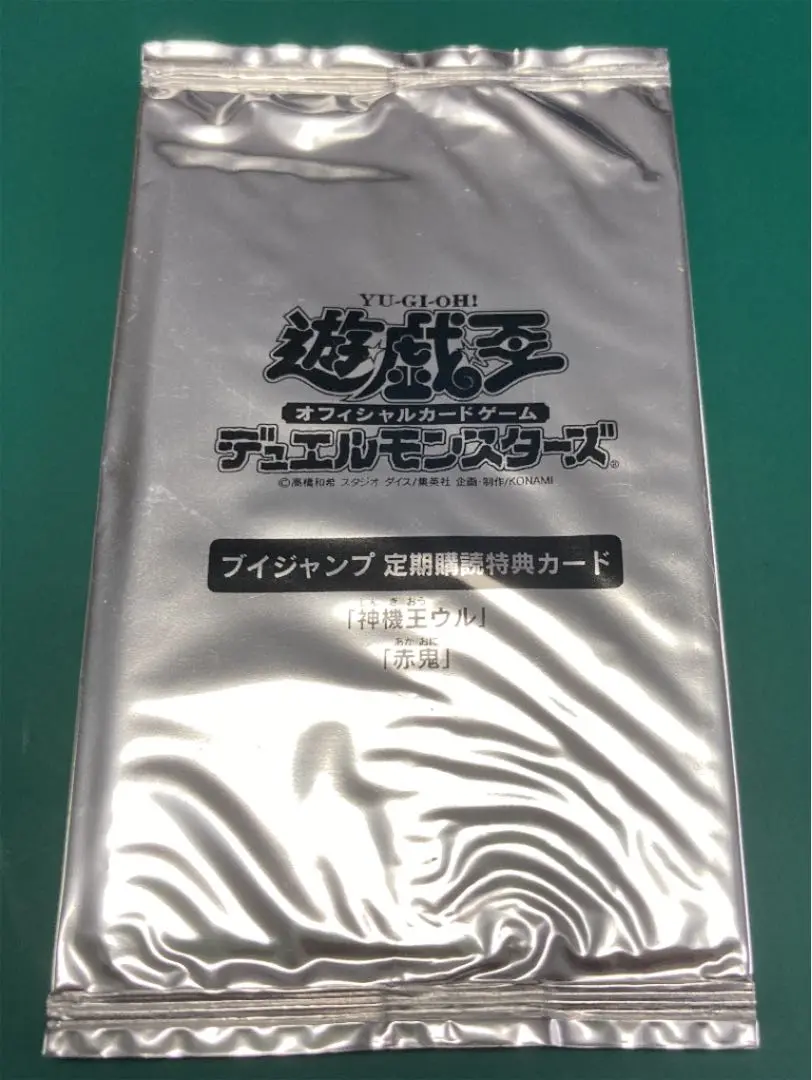 YU-GI-OH!
遊戯王
オフィシャルカードゲーム
デュエルモンスターズ®
©高橋和希 スタジオ ダイス/集英社 企画・制作/KONAMI
ブイジャンプ 定期購読特典カード
しん き おう
「神機王ウル」
あか おに
「赤鬼」